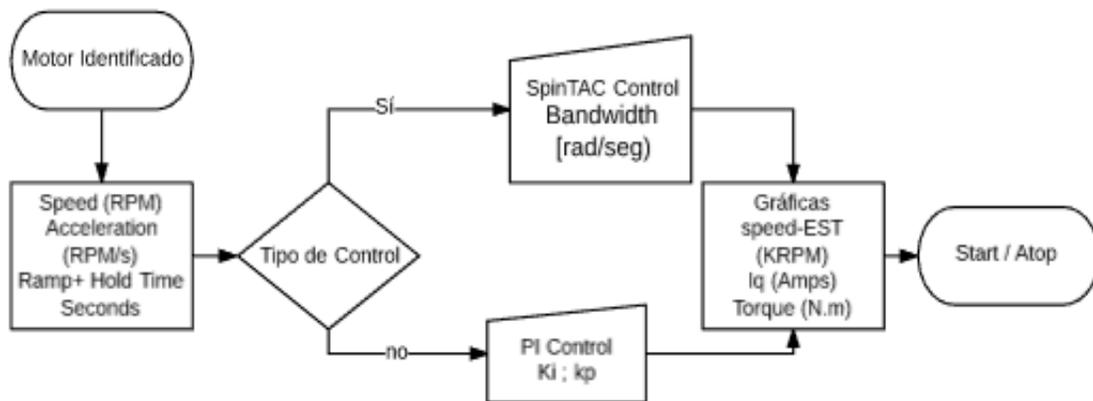 Motor Identificado
Speed (RPM)
Acceleration
(RPM/s)
Ramp+ Hold Time
Seconds
Tipo de Control
Sí
SpinTAC Control
Bandwidth
[rad/seg)
no
PI Control
Ki ; kp
Gráficas
speed-EST
(KRPM)
Iq (Amps)
Torque (N.m)
Start / Atop